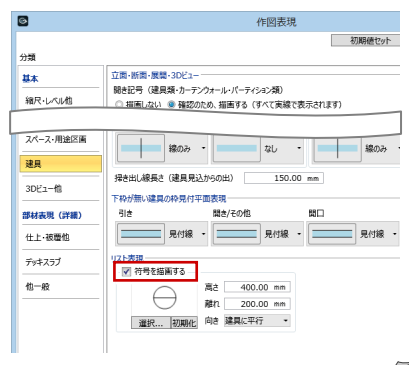 作図表現
初期値セット
分類
基本
縮尺・レベル他
スペース・用途区画
建具
3Dビュー他
部材表現（詳細）
仕上・被覆他
デッキスラブ
他一般
立面・断面・展開・3Dビュー
開き記号（建具類・カーテンウォール・パーティション類）
描画しない 確認のため、描画する（すべて実線で表示されます）
線のみ なし 線のみ
掃き出し線長さ（建具見込からの出） 150.00 mm
下枠が無い建具の枠見付平面表現
引き 開き/その他 開口
見付線 見付線 見付線
リスト表現
符号を描画する
高さ 400.00 mm
離れ 200.00 mm
選択... 初期化 向き 建具に平行